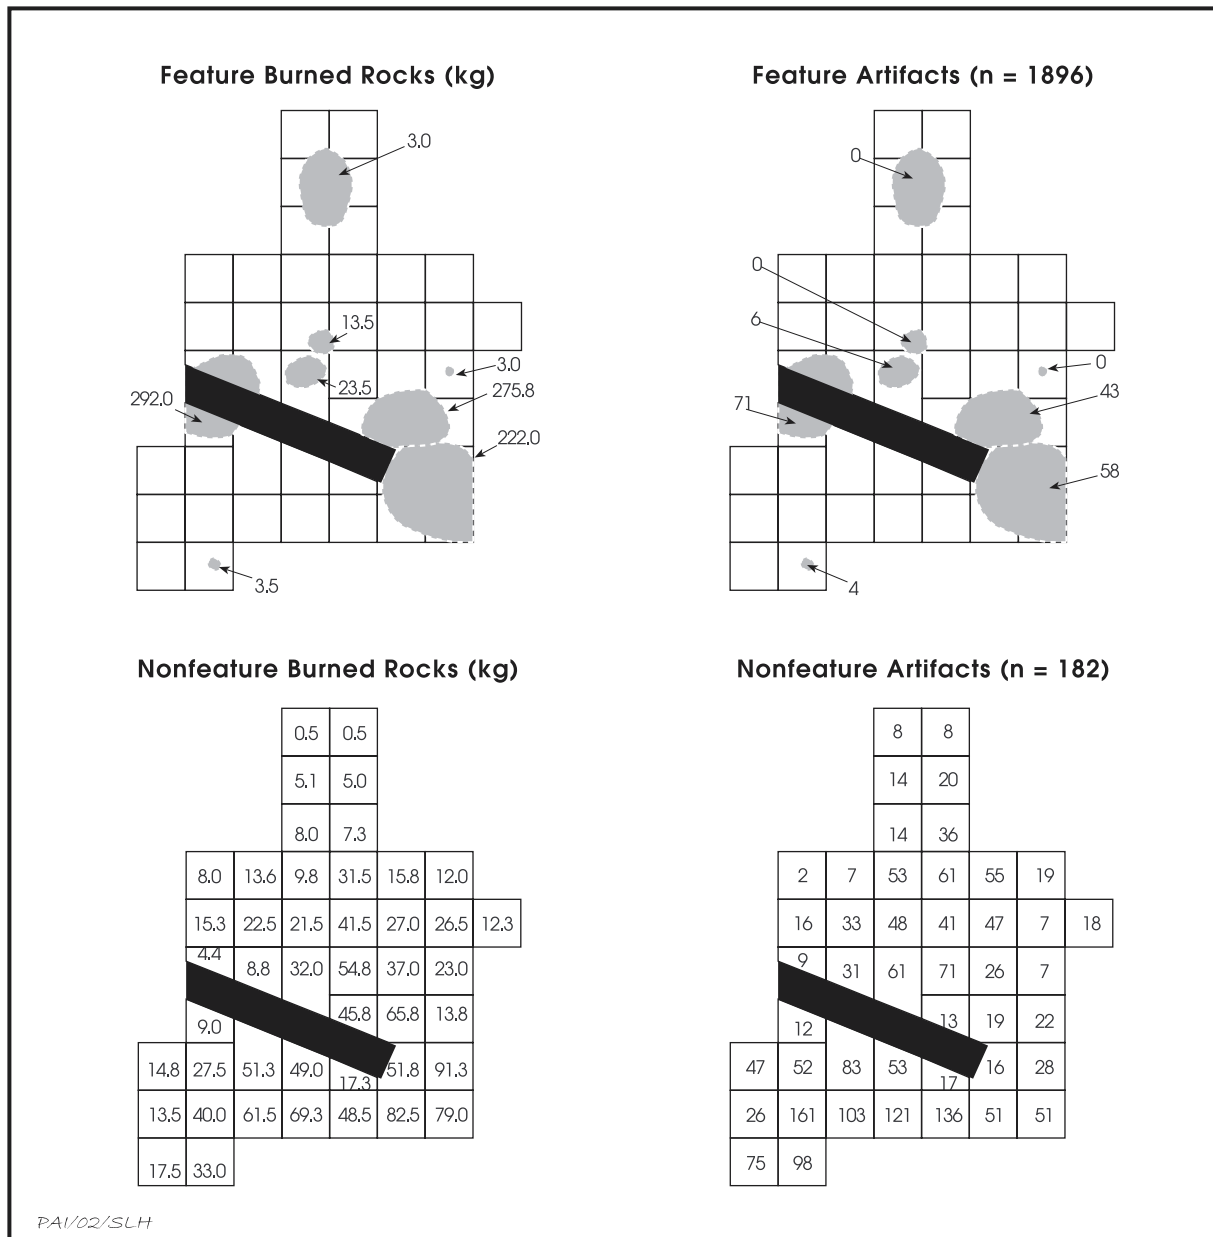 Feature Burned Rocks (kg)
3.0
13.5
3.0
23.5
275.8
292.0
222.0
3.5
Feature Artifacts (n = 1896)
0
0
6
0
43
71
58
4
Nonfeature Burned Rocks (kg)
0.5 0.5
5.1 5.0
8.0 7.3
8.0 13.6 9.8 31.5 15.8 12.0
15.3 22.5 21.5 41.5 27.0 26.5 12.3
4.4 8.8 32.0 54.8 37.0 23.0
9.0 45.8 65.8 13.8
14.8 27.5 51.3 49.0 17.3 51.8 91.3
13.5 40.0 61.5 69.3 48.5 82.5 79.0
17.5 33.0
Nonfeature Artifacts (n = 182)
8 8
14 20
14 36
2 7 53 61 55 19
16 33 48 41 47 7 18
9 31 61 71 26 7
12 13 19 22
47 52 83 53 17 16 28
26 161 103 121 136 51 51
75 98
PAI/02/SLH